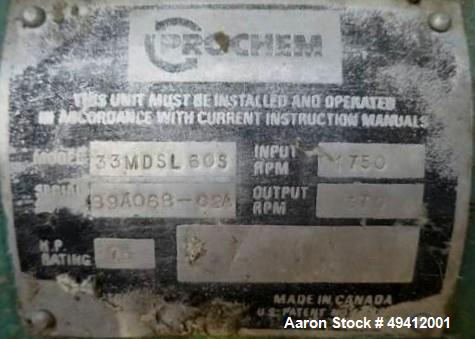 PROCHEM
THIS UNIT MUST BE INSTALLED AND OPERATED
IN ACCORDANCE WITH CURRENT INSTRUCTION MANUALS
MODEL 33MDSL 60S INPUT RPM 1750
SERIAL OUTPUT RPM
H.P. RATING
MADE IN CANADA
U.S. PATENT
Aaron Stock # 49412001